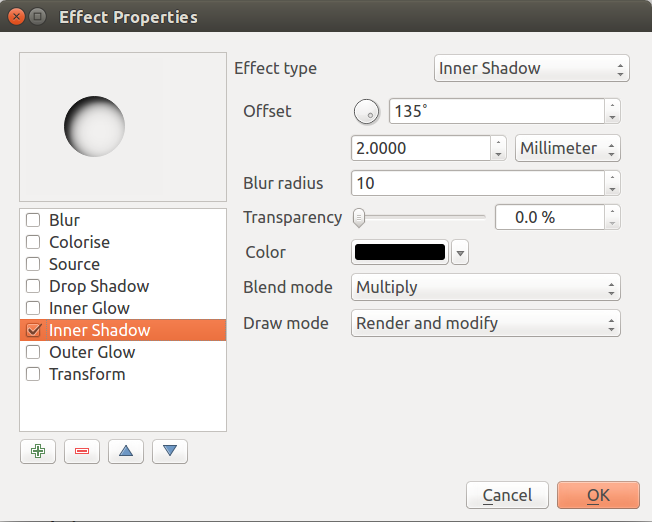 Effect Properties
Effect type
Inner Shadow
Offset
135°
2.0000
Millimeter
Blur radius
10
Transparency
0.0 %
Color
Blend mode
Multiply
Draw mode
Render and modify
Blur
Colorise
Source
Drop Shadow
Inner Glow
Inner Shadow
Outer Glow
Transform
Cancel
OK